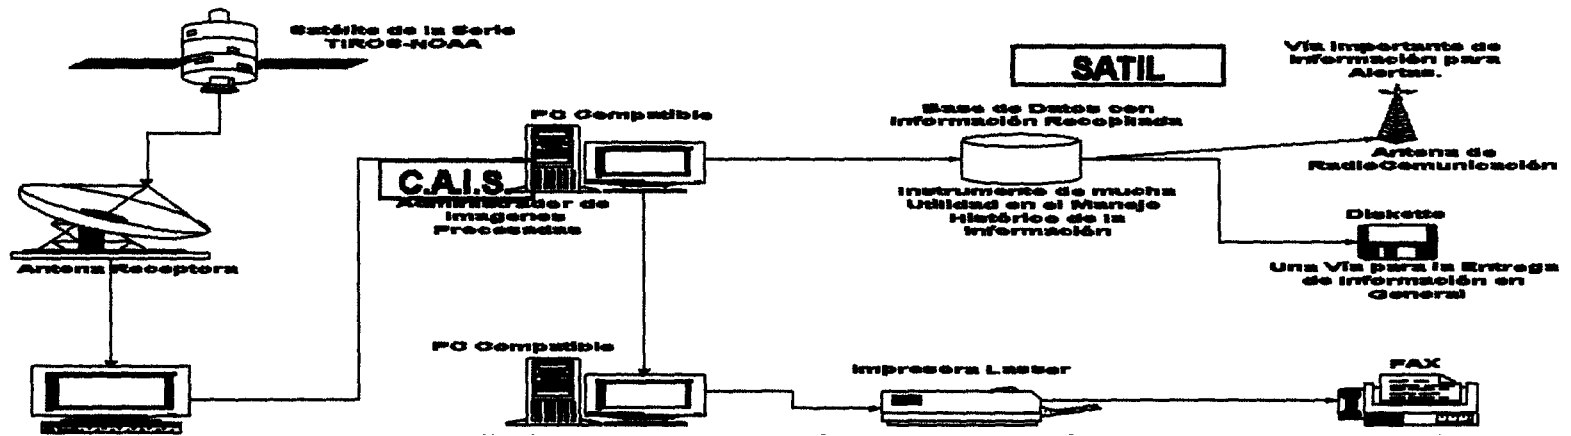 Satélite de la Serie
TIROS-NOAA
SATIL
Vía Importante de
Información para
Alertas.
PC Compatible
Base de Datos con
Información Recopilada
Antena de
RadioComunicación
C.A.I.S.
Administrador de
Imagenes
Procesadas
Instrumento de mucha
Utilidad en el Manejo
Histórico de la
Información
Diskette
Antena Receptora
Una Vía para la Entrega
de Información en
General
PC Compatible
Impresora Lasser
FAX